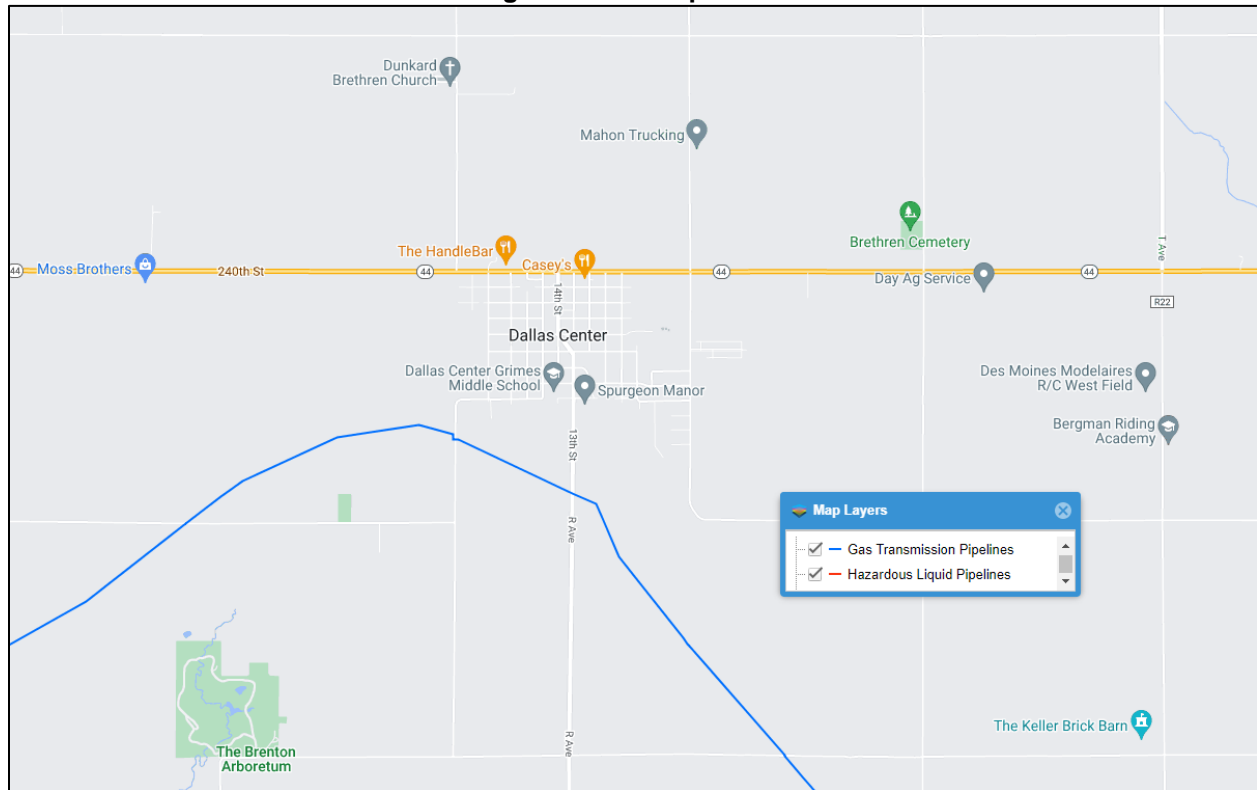 Dunkard
Brethren Church
Mahon Trucking
Brethren Cemetery
T Ave
The HandleBar
Casey's
44
Moss Brothers
240th St
44
44
Day Ag Service
44
R22
14th St
Dallas Center
Dallas Center Grimes
Middle School
Spurgeon Manor
Des Moines Modelaires
R/C West Field
Bergman Riding
Academy
13th St
R Ave
Map Layers
Gas Transmission Pipelines
Hazardous Liquid Pipelines
The Keller Brick Barn
R Ave
The Brenton
Arboretum